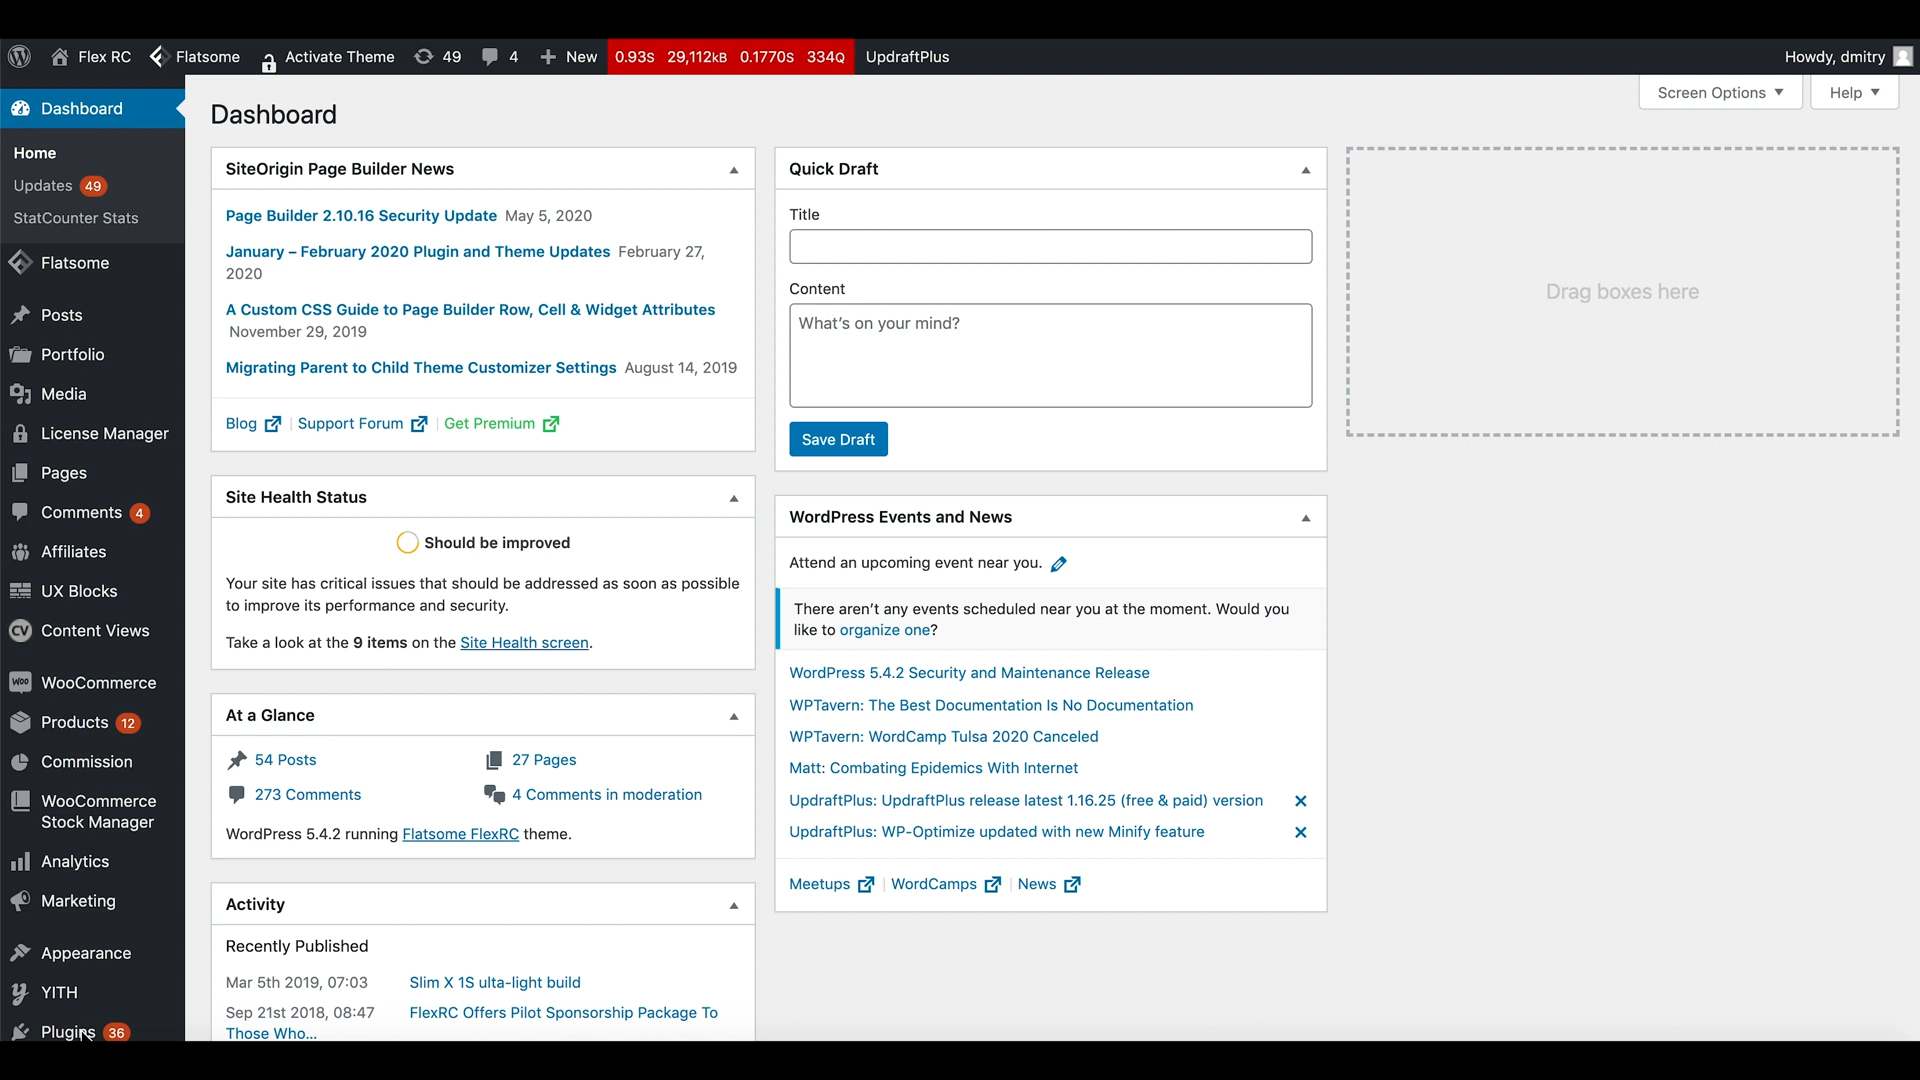 Flex RC Flatsome Activate Theme 49 4 New 0.93S 29,112KB 0.1770S 334Q UpdraftPlus Howdy, dmitry
Screen Options Help
Dashboard
Home
Updates 49
StatCounter Stats
Flatsome
Posts
Portfolio
Media
License Manager
Pages
Comments 4
Affiliates
UX Blocks
CV Content Views
Woo WooCommerce
Products 12
Commission
WooCommerce
Stock Manager
Analytics
Marketing
Appearance
YITH
Plugins 36
Dashboard
SiteOrigin Page Builder News
Page Builder 2.10.16 Security Update May 5, 2020
January – February 2020 Plugin and Theme Updates February 27,
2020
A Custom CSS Guide to Page Builder Row, Cell & Widget Attributes
November 29, 2019
Migrating Parent to Child Theme Customizer Settings August 14, 2019
Blog | Support Forum | Get Premium
Site Health Status
Should be improved
Your site has critical issues that should be addressed as soon as possible
to improve its performance and security.
Take a look at the 9 items on the Site Health screen.
At a Glance
54 Posts 27 Pages
273 Comments 4 Comments in moderation
WordPress 5.4.2 running Flatsome FlexRC theme.
Activity
Recently Published
Mar 5th 2019, 07:03 Slim X 1S ulta-light build
Sep 21st 2018, 08:47 FlexRC Offers Pilot Sponsorship Package To
Those Who...
Quick Draft
Title
Content
What's on your mind?
Save Draft
WordPress Events and News
Attend an upcoming event near you.
There aren't any events scheduled near you at the moment. Would you
like to organize one?
WordPress 5.4.2 Security and Maintenance Release
WPTavern: The Best Documentation Is No Documentation
WPTavern: WordCamp Tulsa 2020 Canceled
Matt: Combating Epidemics With Internet
UpdraftPlus: UpdraftPlus release latest 1.16.25 (free & paid) version
UpdraftPlus: WP-Optimize updated with new Minify feature
Meetups | WordCamps | News
Drag boxes here